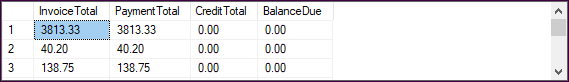 InvoiceTotal PaymentTotal CreditTotal BalanceDue
1 3813.33 3813.33 0.00 0.00
2 40.20 40.20 0.00 0.00
3 138.75 138.75 0.00 0.00